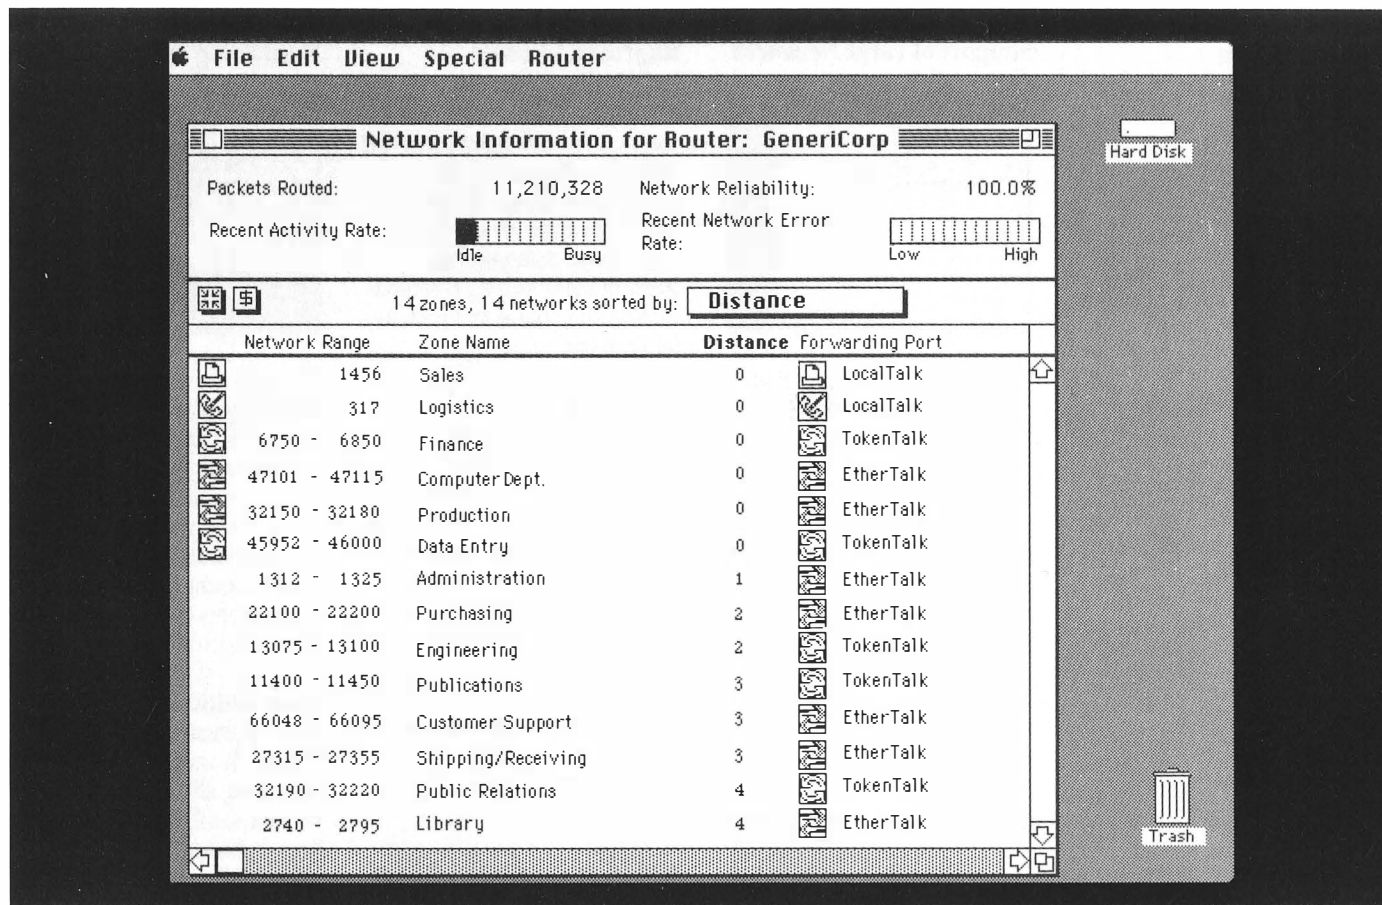 File Edit View Special Router
Network Information for Router: GeneriCorp
Hard Disk
Packets Routed: 11,210,328 Network Reliability: 100.0%
Recent Activity Rate: Idle Busy Recent Network Error Rate: Low High
14 zones, 14 networks sorted by: Distance
Network Range Zone Name Distance Forwarding Port
1456 Sales 0 LocalTalk
317 Logistics 0 LocalTalk
6750 - 6850 Finance 0 TokenTalk
47101 - 47115 Computer Dept. 0 EtherTalk
32150 - 32180 Production 0 EtherTalk
45952 - 46000 Data Entry 0 TokenTalk
1312 - 1325 Administration 1 EtherTalk
22100 - 22200 Purchasing 2 EtherTalk
13075 - 13100 Engineering 2 TokenTalk
11400 - 11450 Publications 3 TokenTalk
66048 - 66095 Customer Support 3 EtherTalk
27315 - 27355 Shipping/Receiving 3 EtherTalk
32190 - 32220 Public Relations 4 TokenTalk
2740 - 2795 Library 4 EtherTalk
Trash